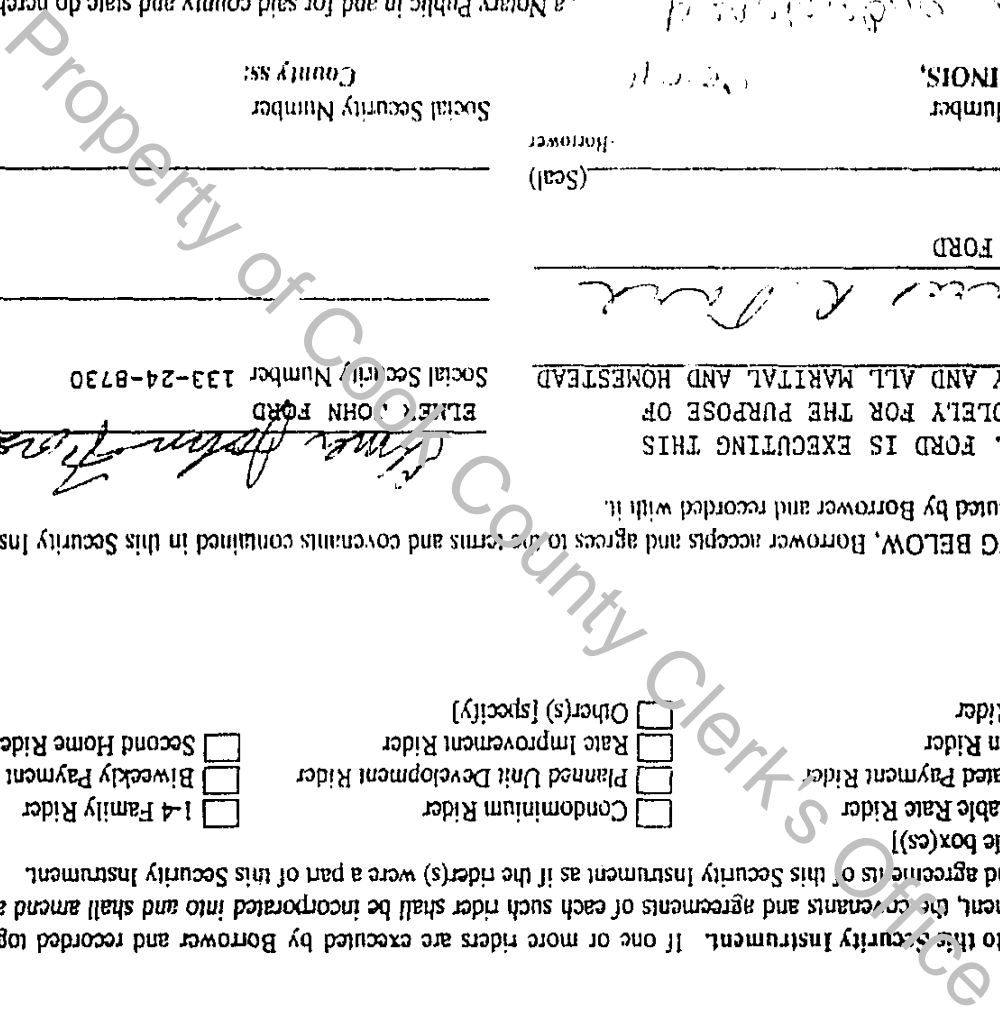 to this Security Instrument. If one or more riders are executed by Borrower and recorded tog
ment, the covenants and agreements of each such rider shall be incorporated into and shall amend a
nd agreements of this Security Instrument as if the rider(s) were a part of this Security Instrument.
le box(es)]
able Rate Rider
Condominium Rider
1-4 Family Rider
ated Payment Rider
Planned Unit Development Rider
Biweekly Payment
n Rider
Rate Improvement Rider
Second Home Ride
Rider
Other(s) [specify]
G BELOW, Borrower accepts and agrees to the terms and covenants contained in this Security Ins
uted by Borrower and recorded with it.
. FORD IS EXECUTING THIS
OLELY FOR THE PURPOSE OF
Y AND ALL MARITAL AND HOMESTEAD
Elmer John Ford
ELMER JOHN FORD
Social Security Number 133-24-8730
R. Ford
FORD
(Seal)
-Borrower
Number
Social Security Number
INOIS,
County ss:
, a Notary Public in and for said county and state do hereb
Property of Cook County Clerk's Office